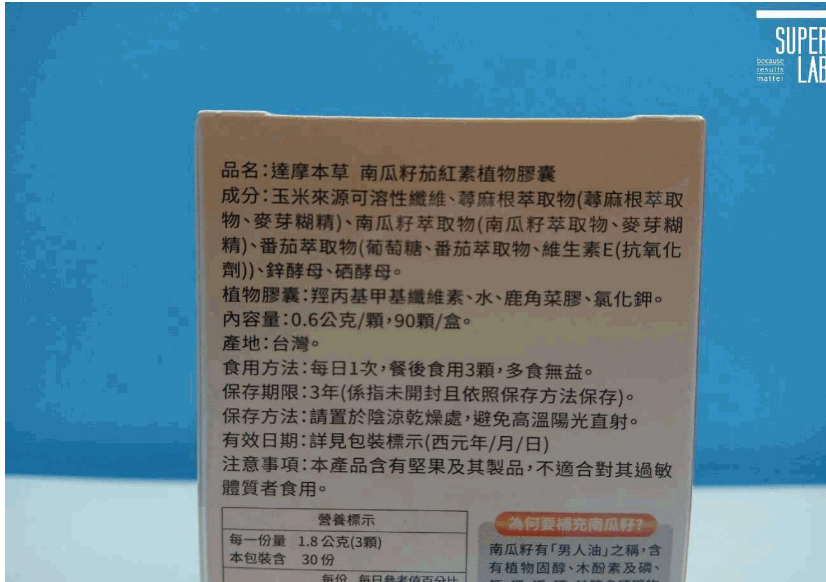 SUPER
LAB
because
results
matter
品名：達摩本草 南瓜籽茄紅素植物膠囊
成分：玉米來源可溶性纖維、蕁麻根萃取物(蕁麻根萃取
物、麥芽糊精)、南瓜籽萃取物(南瓜籽萃取物、麥芽糊
精)、番茄萃取物(葡萄糖、番茄萃取物、維生素E(抗氧化
劑))、鋅酵母、硒酵母。
植物膠囊：羥丙基甲基纖維素、水、鹿角菜膠、氯化鉀。
內容量：0.6公克/顆，90顆/盒。
產地：台灣。
食用方法：每日1次，餐後食用3顆，多食無益。
保存期限：3年(係指未開封且依照保存方法保存)。
保存方法：請置於陰涼乾燥處，避免高溫陽光直射。
有效日期：詳見包裝標示(西元年/月/日)
注意事項：本產品含有堅果及其製品，不適合對其過敏
體質者食用。
營養標示
每一份量 1.8公克(3顆)
本包裝含 30份
每份 每日參考值百分比
為何要補充南瓜籽?
南瓜籽有「男人油」之稱，含
有植物固醇、木酚素及磷、